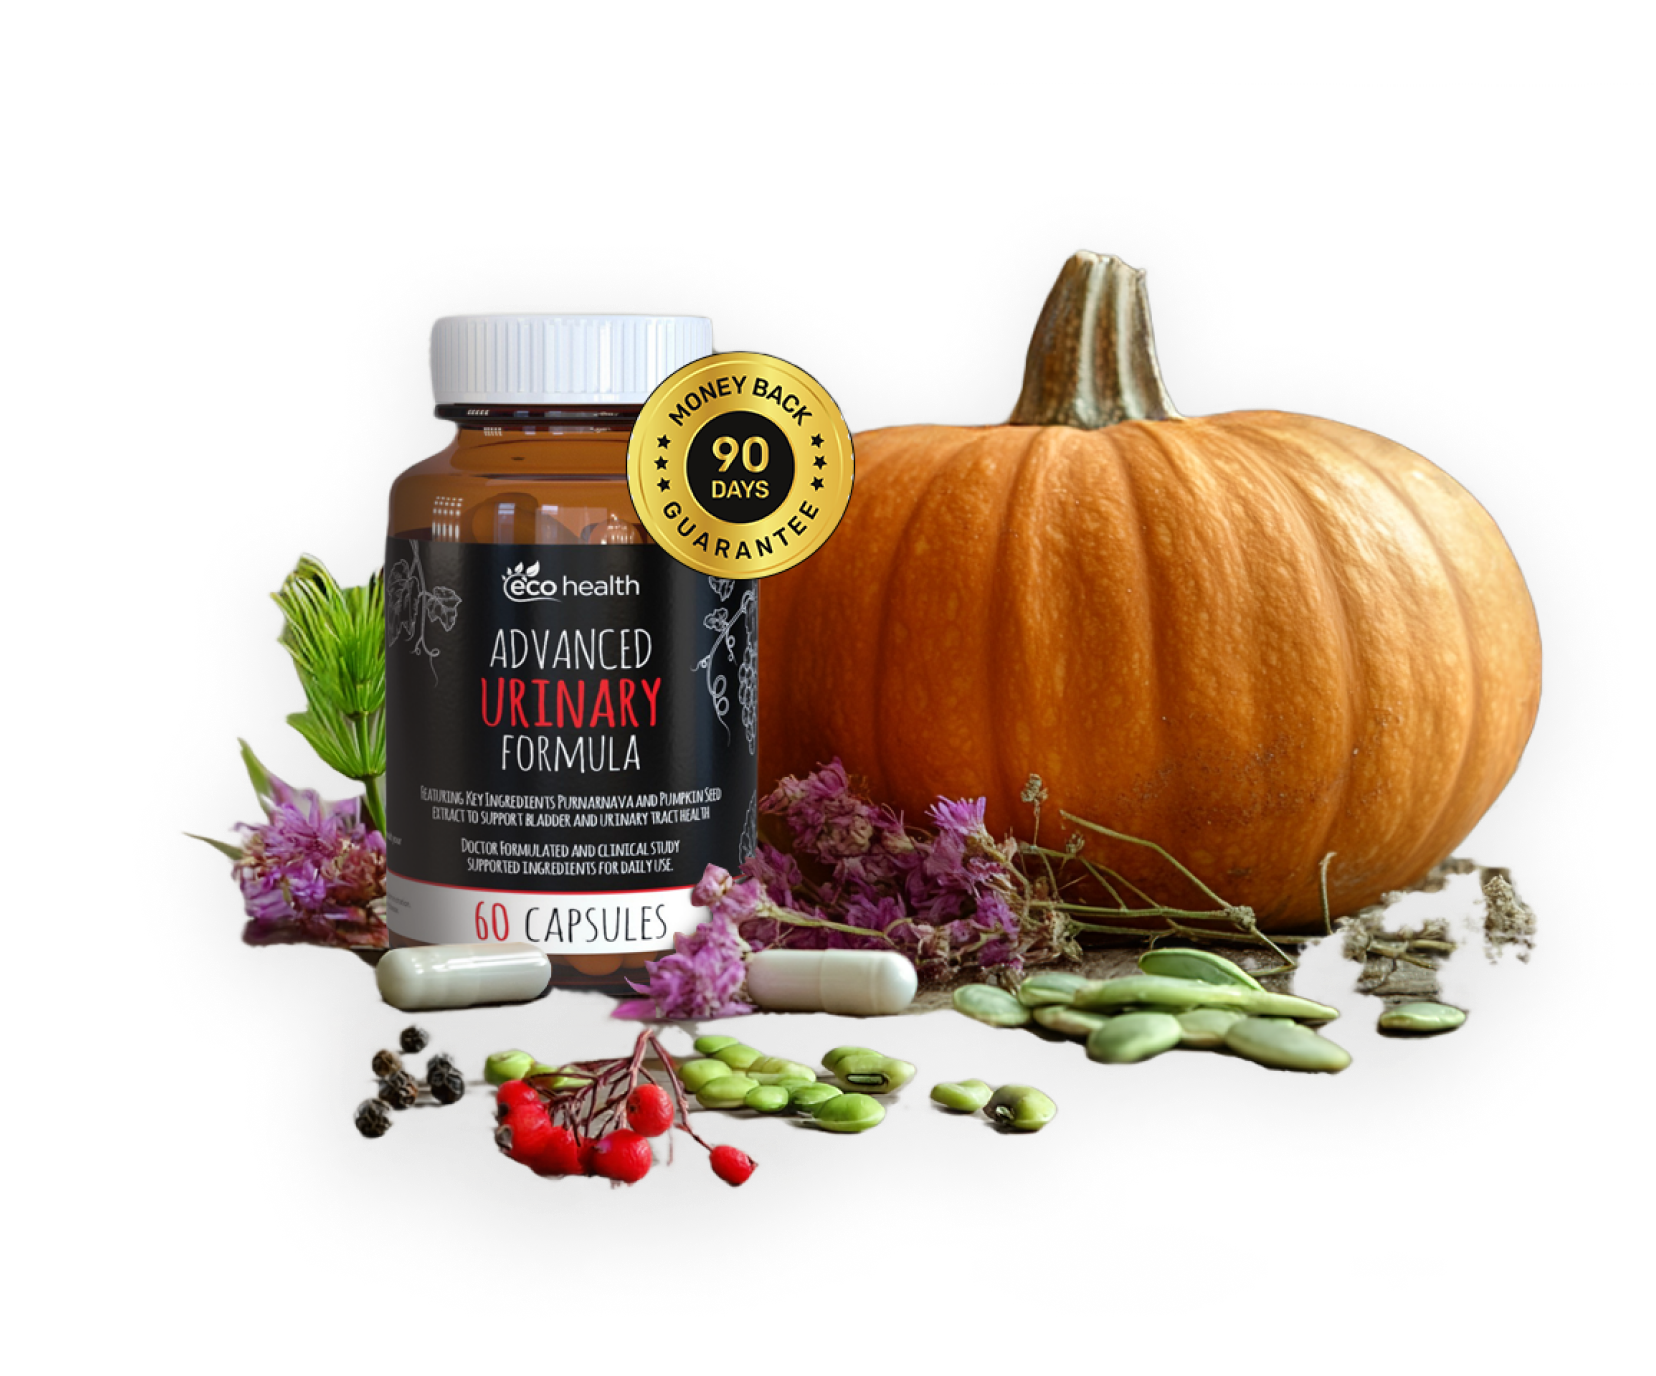 MONEY BACK
90
DAYS
GUARANTEE
eco health
ADVANCED
URINARY
FORMULA
FEATURING KEY INGREDIENTS PURNARNAVA AND PUMPKIN SEED
EXTRACT TO SUPPORT BLADDER AND URINARY TRACT HEALTH
DOCTOR FORMULATED AND CLINICAL STUDY
SUPPORTED INGREDIENTS FOR DAILY USE.
60 CAPSULES